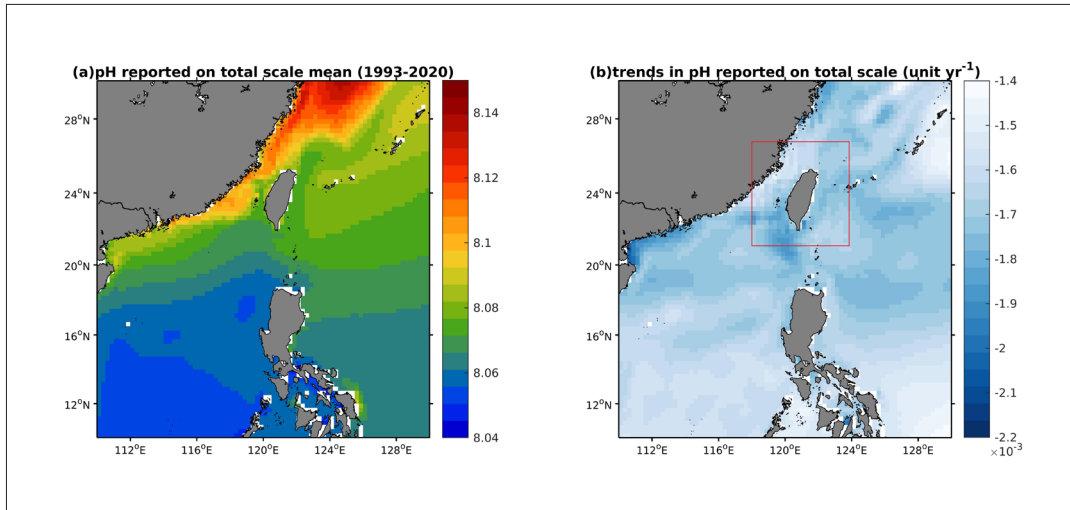 (a)pH reported on total scale mean (1993-2020)
28°N
24°N
20°N
16°N
12°N
112°E 116°E 120°E 124°E 128°E
8.14
8.12
8.1
8.08
8.06
8.04
(b)trends in pH reported on total scale (unit yr⁻¹)
28°N
24°N
20°N
16°N
12°N
112°E 116°E 120°E 124°E 128°E
-1.4
-1.5
-1.6
-1.7
-1.8
-1.9
-2
-2.1
-2.2
×10⁻³